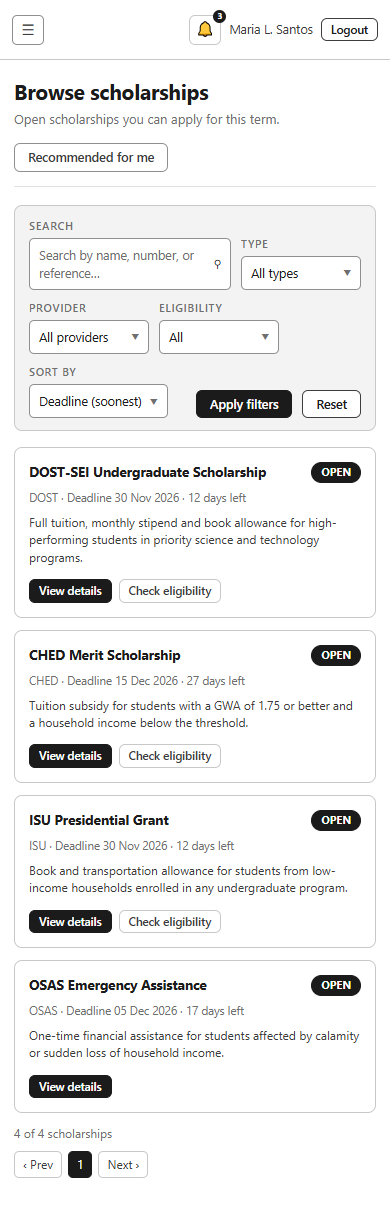 ☰ 🔔 3 Maria L. Santos Logout
Browse scholarships
Open scholarships you can apply for this term.
Recommended for me
SEARCH
Search by name, number, or
reference...
TYPE
All types
PROVIDER
All providers
ELIGIBILITY
All
SORT BY
Deadline (soonest)
Apply filters
Reset
DOST-SEI Undergraduate Scholarship
OPEN
DOST · Deadline 30 Nov 2026 · 12 days left
Full tuition, monthly stipend and book allowance for high-
performing students in priority science and technology
programs.
View details
Check eligibility
CHED Merit Scholarship
OPEN
CHED · Deadline 15 Dec 2026 · 27 days left
Tuition subsidy for students with a GWA of 1.75 or better and
a household income below the threshold.
View details
Check eligibility
ISU Presidential Grant
OPEN
ISU · Deadline 30 Nov 2026 · 12 days left
Book and transportation allowance for students from low-
income households enrolled in any undergraduate program.
View details
Check eligibility
OSAS Emergency Assistance
OPEN
OSAS · Deadline 05 Dec 2026 · 17 days left
One-time financial assistance for students affected by calamity
or sudden loss of household income.
View details
4 of 4 scholarships
‹ Prev
1
Next ›